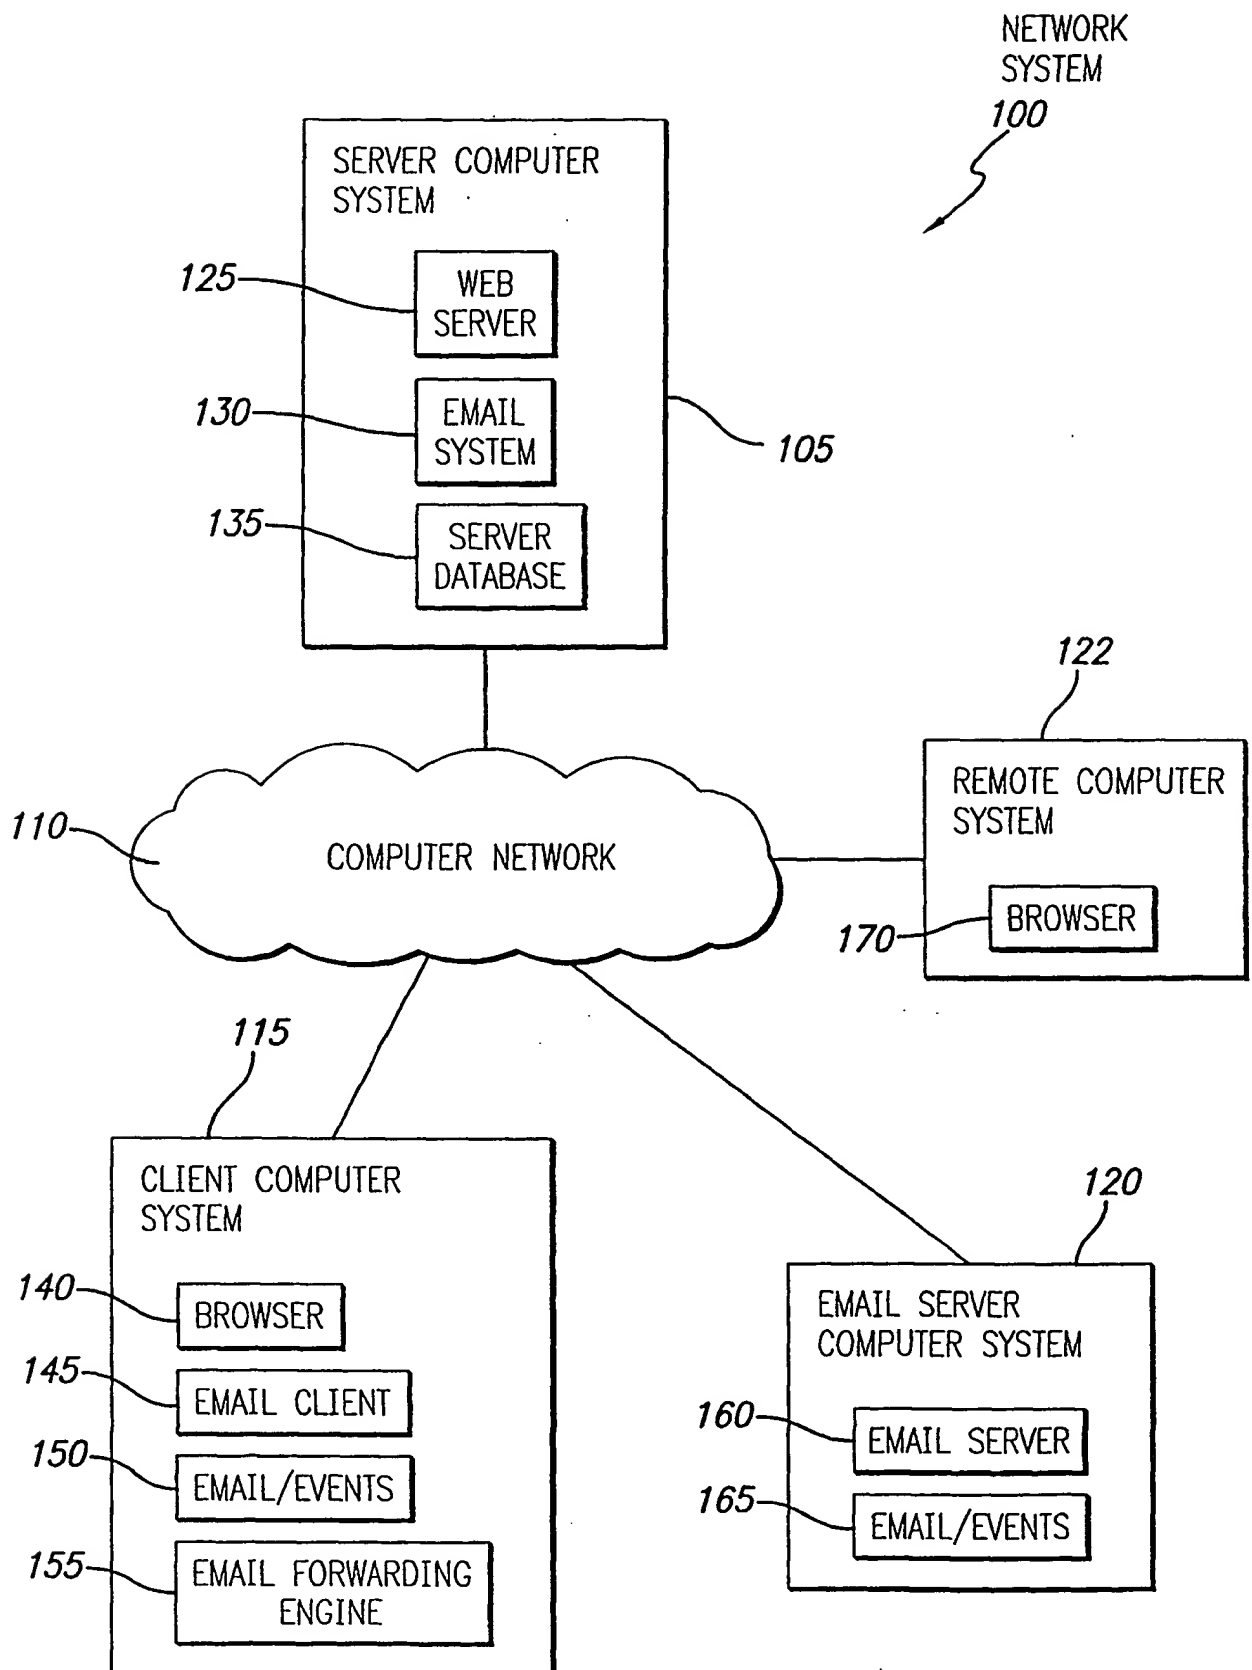 NETWORK
SYSTEM
100
SERVER COMPUTER
SYSTEM
125
WEB
SERVER
130
EMAIL
SYSTEM
105
135
SERVER
DATABASE
122
REMOTE COMPUTER
SYSTEM
110
COMPUTER NETWORK
170
BROWSER
115
CLIENT COMPUTER
SYSTEM
120
140
BROWSER
EMAIL SERVER
COMPUTER SYSTEM
145
EMAIL CLIENT
160
EMAIL SERVER
150
EMAIL/EVENTS
165
EMAIL/EVENTS
155
EMAIL FORWARDING
ENGINE